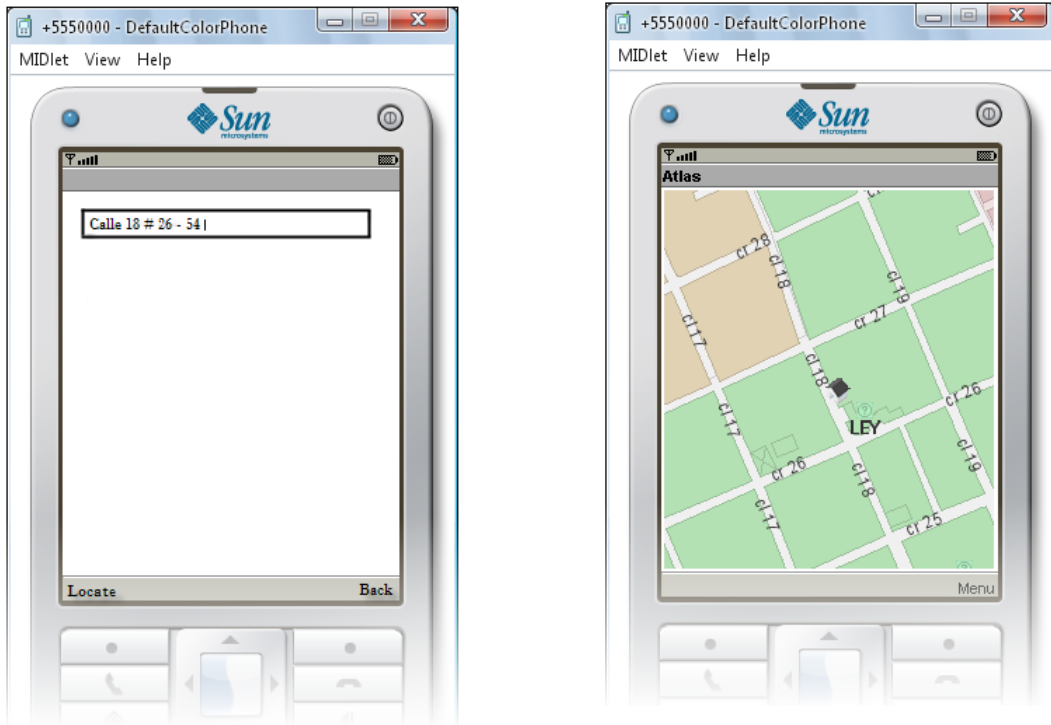 +5550000 - DefaultColorPhone
MIDlet View Help
Sun
microsystems
Calle 18 # 26 - 54
Locate Back
+5550000 - DefaultColorPhone
MIDlet View Help
Sun
microsystems
Atlas
cr 28
cl 18
cl 19
cr 27
cl 17
cl 18
cr 26
cl 17
LEY
cl 19
cr 26
cl 18
cl 17
cr 25
Menu